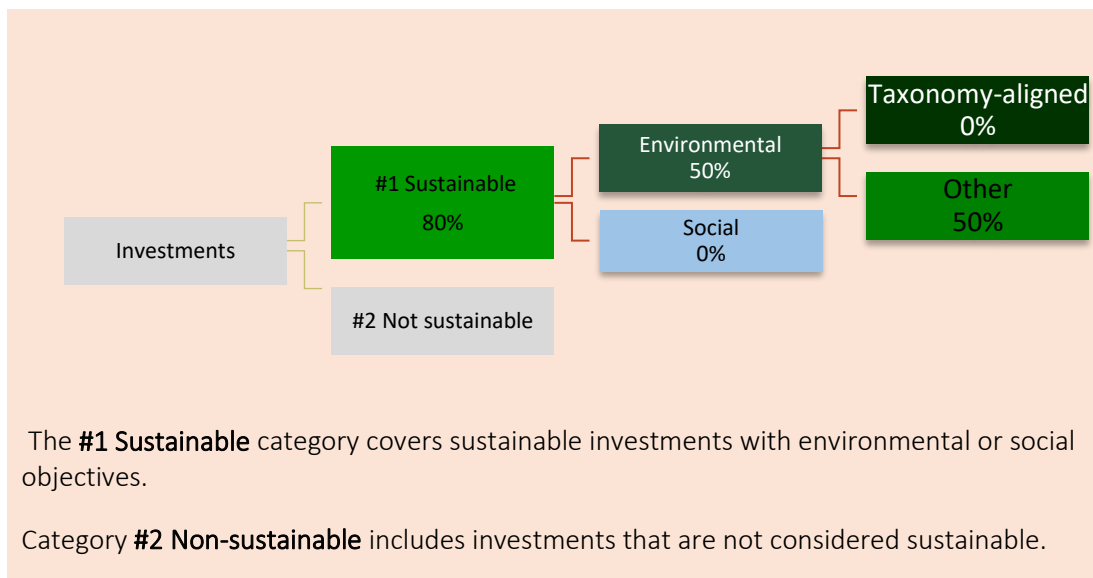 Taxonomy-aligned
0%
Environmental
50%
#1 Sustainable
80%
Other
50%
Social
0%
Investments
#2 Not sustainable
The #1 Sustainable category covers sustainable investments with environmental or social
objectives.
Category #2 Non-sustainable includes investments that are not considered sustainable.